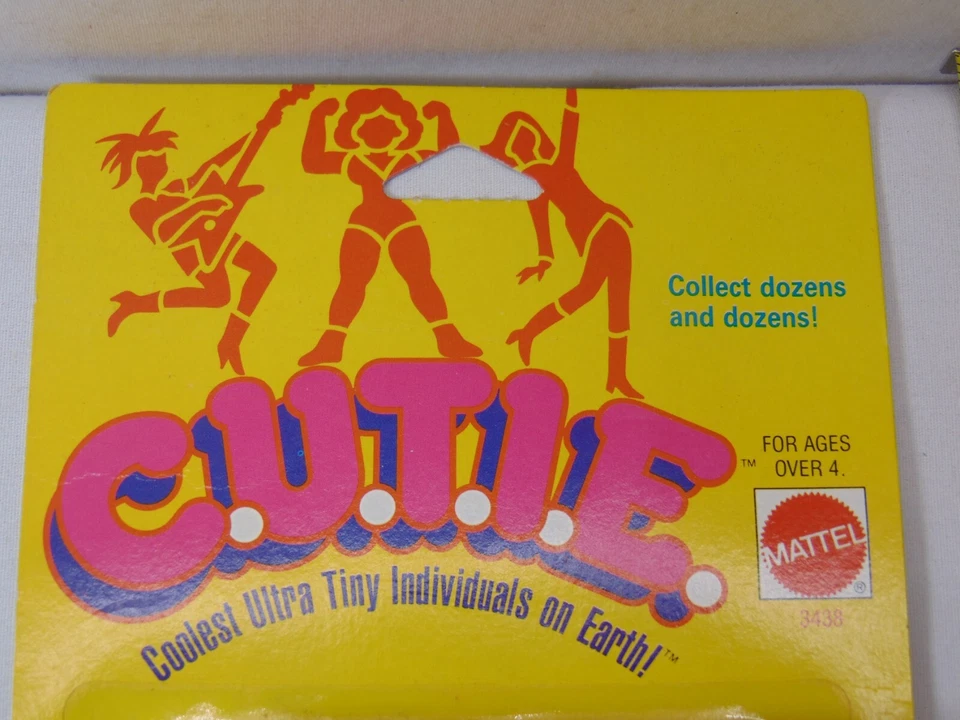 Collect dozens
and dozens!
C.U.T.I.E.™
Coolest Ultra Tiny Individuals on Earth!™
FOR AGES
OVER 4.
MATTEL®
3438